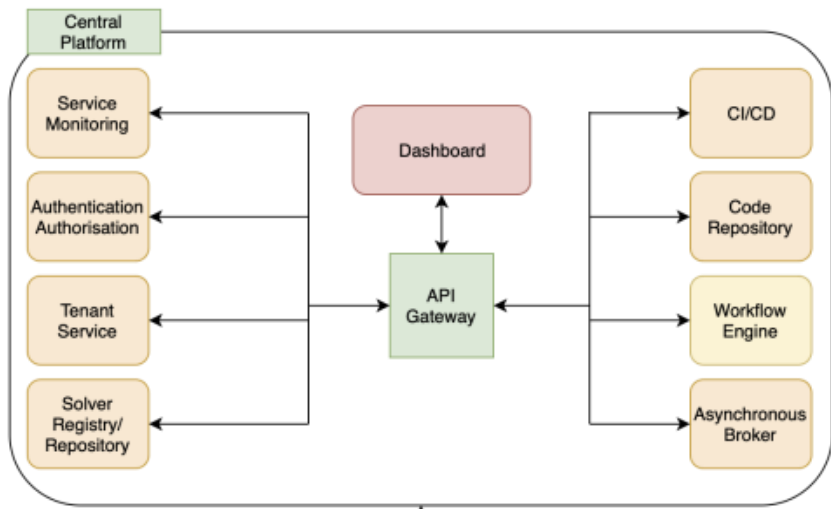 Central
Platform
Service
Monitoring
Authentication
Authorisation
Tenant
Service
Solver
Registry/
Repository
Dashboard
API
Gateway
CI/CD
Code
Repository
Workflow
Engine
Asynchronous
Broker